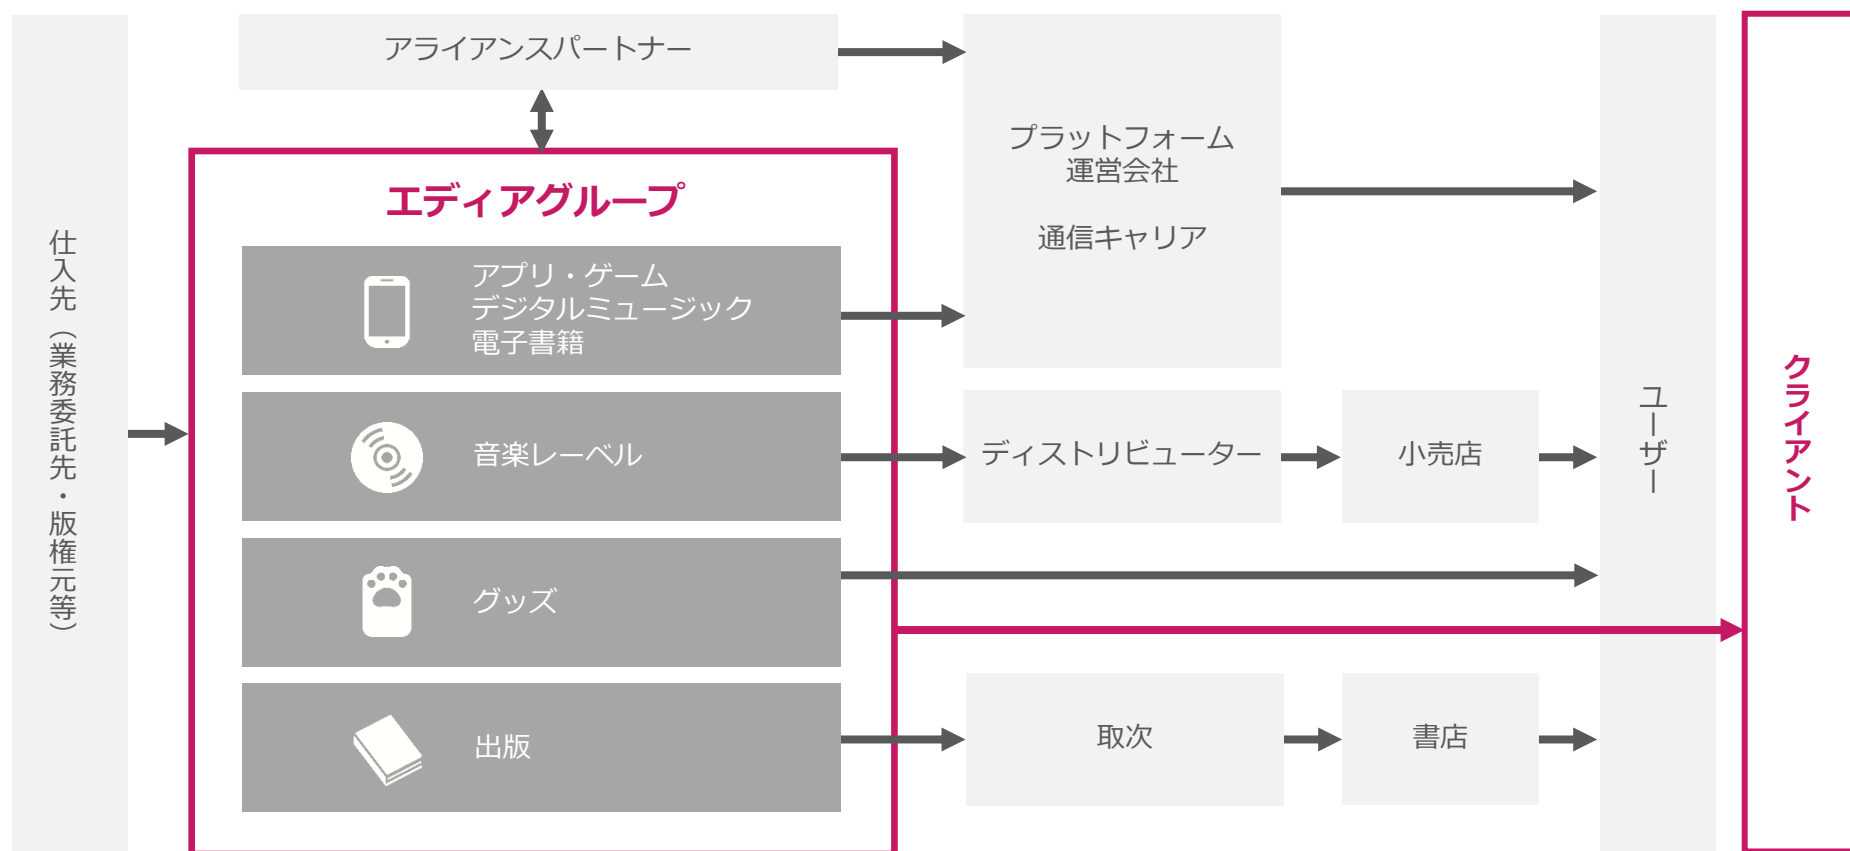 仕入先（業務委託先・版権元等）
アライアンスパートナー
エディアグループ
アプリ・ゲーム
デジタルミュージック
電子書籍
音楽レーベル
グッズ
出版
プラットフォーム
運営会社
通信キャリア
ディストリビューター
小売店
取次
書店
ユーザー
クライアント